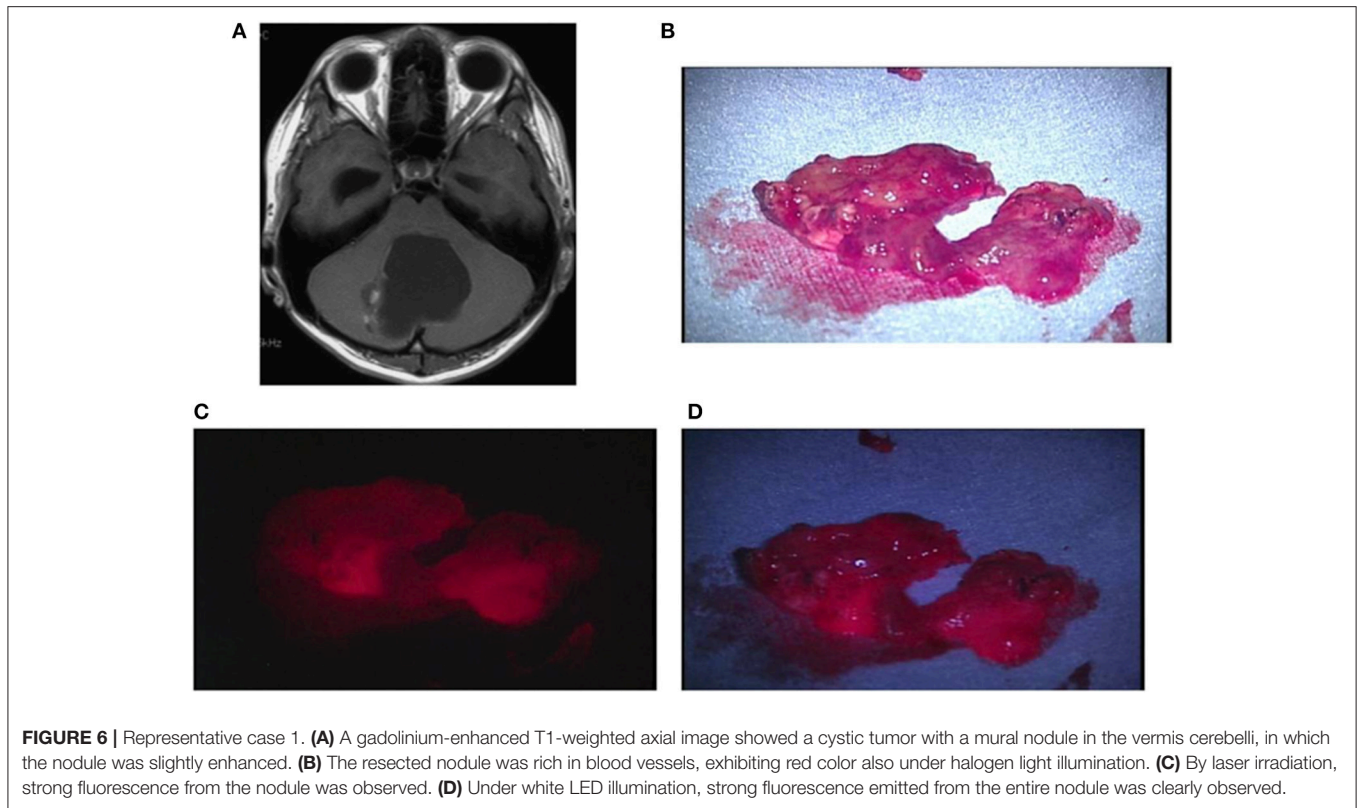 A
B
C
kHz
C
D
FIGURE 6 | Representative case 1. (A) A gadolinium-enhanced T1-weighted axial image showed a cystic tumor with a mural nodule in the vermis cerebelli, in which
the nodule was slightly enhanced. (B) The resected nodule was rich in blood vessels, exhibiting red color also under halogen light illumination. (C) By laser irradiation,
strong fluorescence from the nodule was observed. (D) Under white LED illumination, strong fluorescence emitted from the entire nodule was clearly observed.